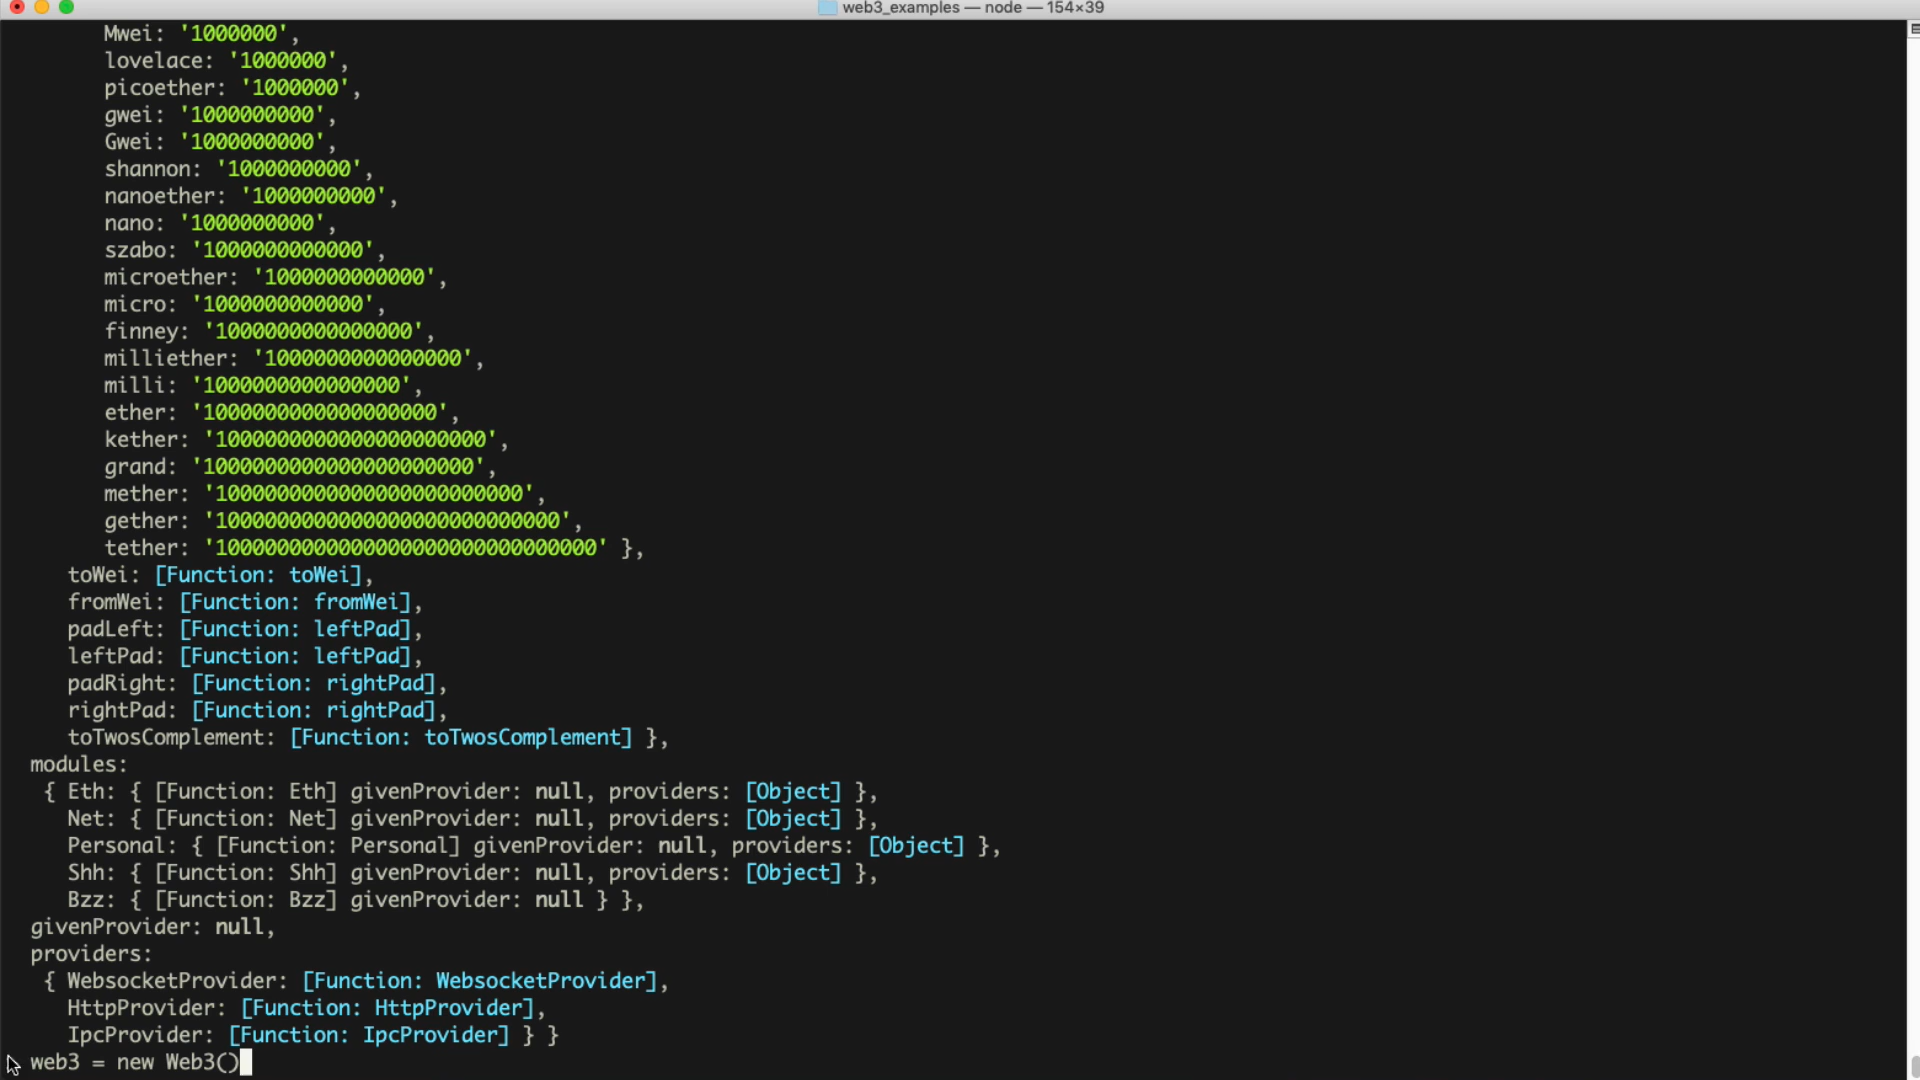 web3_examples — node — 154×39
Mwei: '1000000',
lovelace: '1000000',
picoether: '1000000',
gwei: '1000000000',
Gwei: '1000000000',
shannon: '1000000000',
nanoether: '1000000000',
nano: '1000000000',
szabo: '1000000000000',
microether: '1000000000000',
micro: '1000000000000',
finney: '1000000000000000',
milliether: '1000000000000000',
milli: '1000000000000000',
ether: '1000000000000000000',
kether: '1000000000000000000000',
grand: '1000000000000000000000',
mether: '1000000000000000000000000',
gether: '1000000000000000000000000000',
tether: '1000000000000000000000000000000' },
toWei: [Function: toWei],
fromWei: [Function: fromWei],
padLeft: [Function: leftPad],
leftPad: [Function: leftPad],
padRight: [Function: rightPad],
rightPad: [Function: rightPad],
toTwosComplement: [Function: toTwosComplement] },
modules:
{ Eth: { [Function: Eth] givenProvider: null, providers: [Object] },
Net: { [Function: Net] givenProvider: null, providers: [Object] },
Personal: { [Function: Personal] givenProvider: null, providers: [Object] },
Shh: { [Function: Shh] givenProvider: null, providers: [Object] },
Bzz: { [Function: Bzz] givenProvider: null } },
givenProvider: null,
providers:
{ WebsocketProvider: [Function: WebsocketProvider],
HttpProvider: [Function: HttpProvider],
IpcProvider: [Function: IpcProvider] } }
web3 = new Web3()